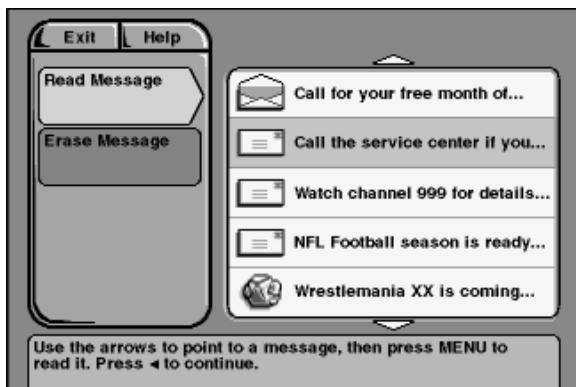 Exit
Help
Read Message
Erase Message
Call for your free month of...
Call the service center if you...
Watch channel 999 for details...
NFL Football season is ready...
Wrestlemania XX is coming...
Use the arrows to point to a message, then press MENU to
read it. Press ◄ to continue.